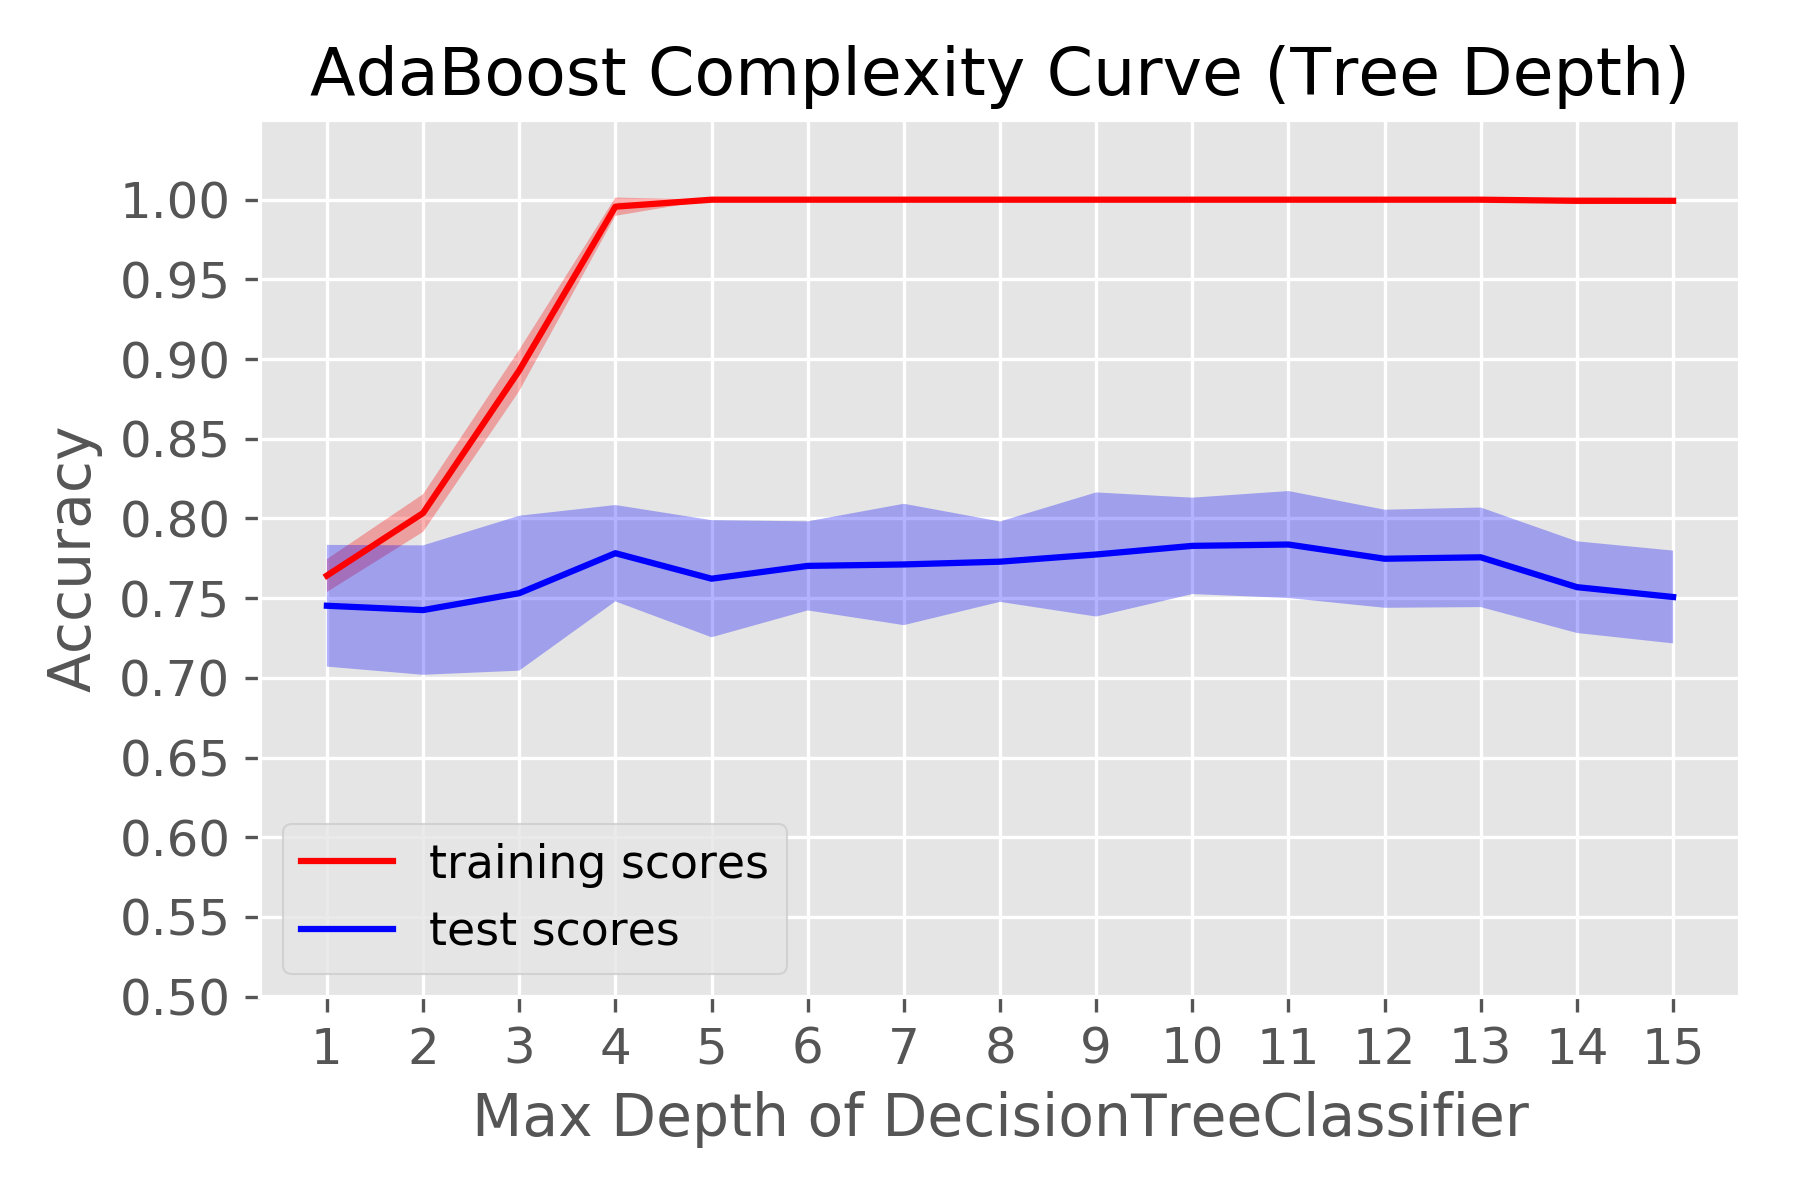 AdaBoost Complexity Curve (Tree Depth)
Accuracy
1.00
0.95
0.90
0.85
0.80
0.75
0.70
0.65
0.60
0.55
0.50
training scores
test scores
1 2 3 4 5 6 7 8 9 10 11 12 13 14 15
Max Depth of DecisionTreeClassifier